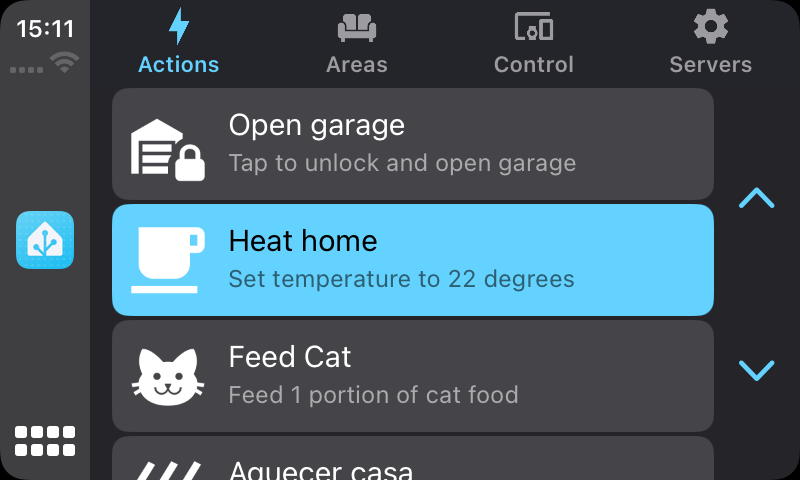 15:11
Actions
Areas
Control
Servers
Open garage
Tap to unlock and open garage
Heat home
Set temperature to 22 degrees
Feed Cat
Feed 1 portion of cat food
Aquecer casa